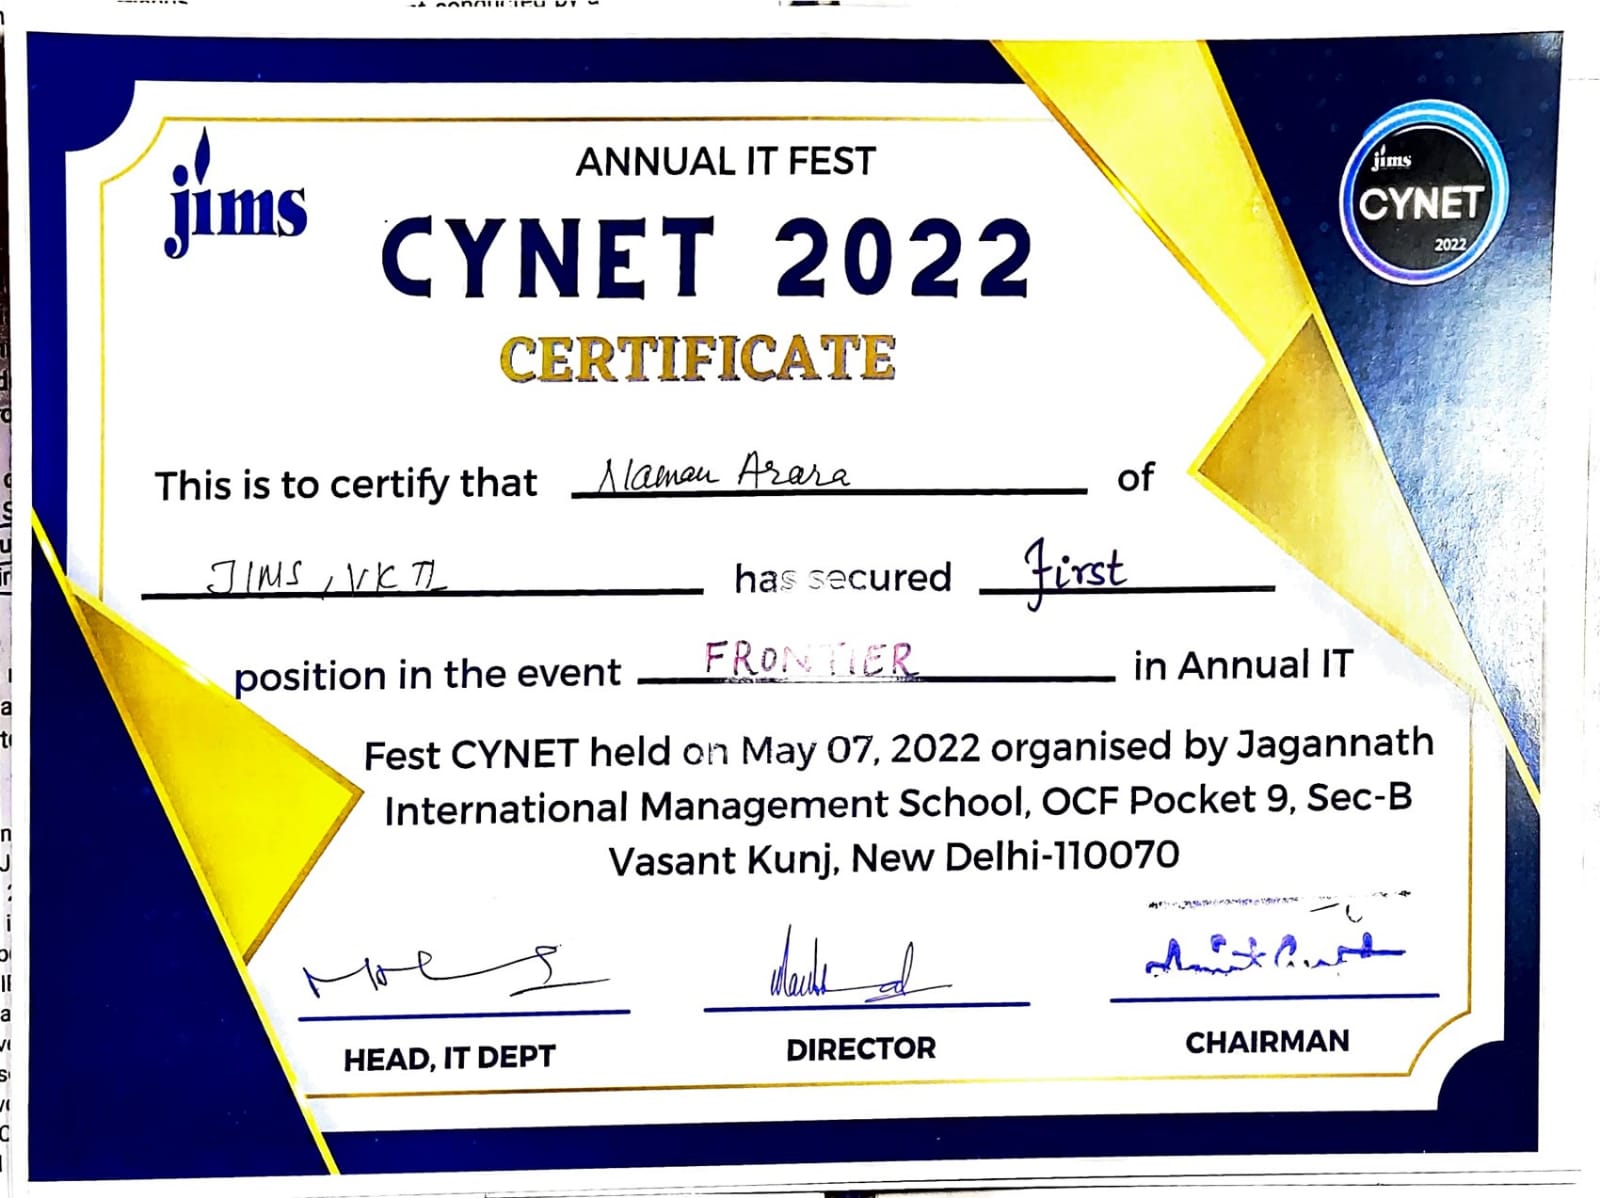 jims
ANNUAL IT FEST
CYNET 2022
CERTIFICATE
jims
CYNET
2022
This is to certify that Naman Arora of
JIMS, VK II has secured First
position in the event FRONTIER in Annual IT
Fest CYNET held on May 07, 2022 organised by Jagannath
International Management School, OCF Pocket 9, Sec-B
Vasant Kunj, New Delhi-110070
HEAD, IT DEPT
DIRECTOR
CHAIRMAN